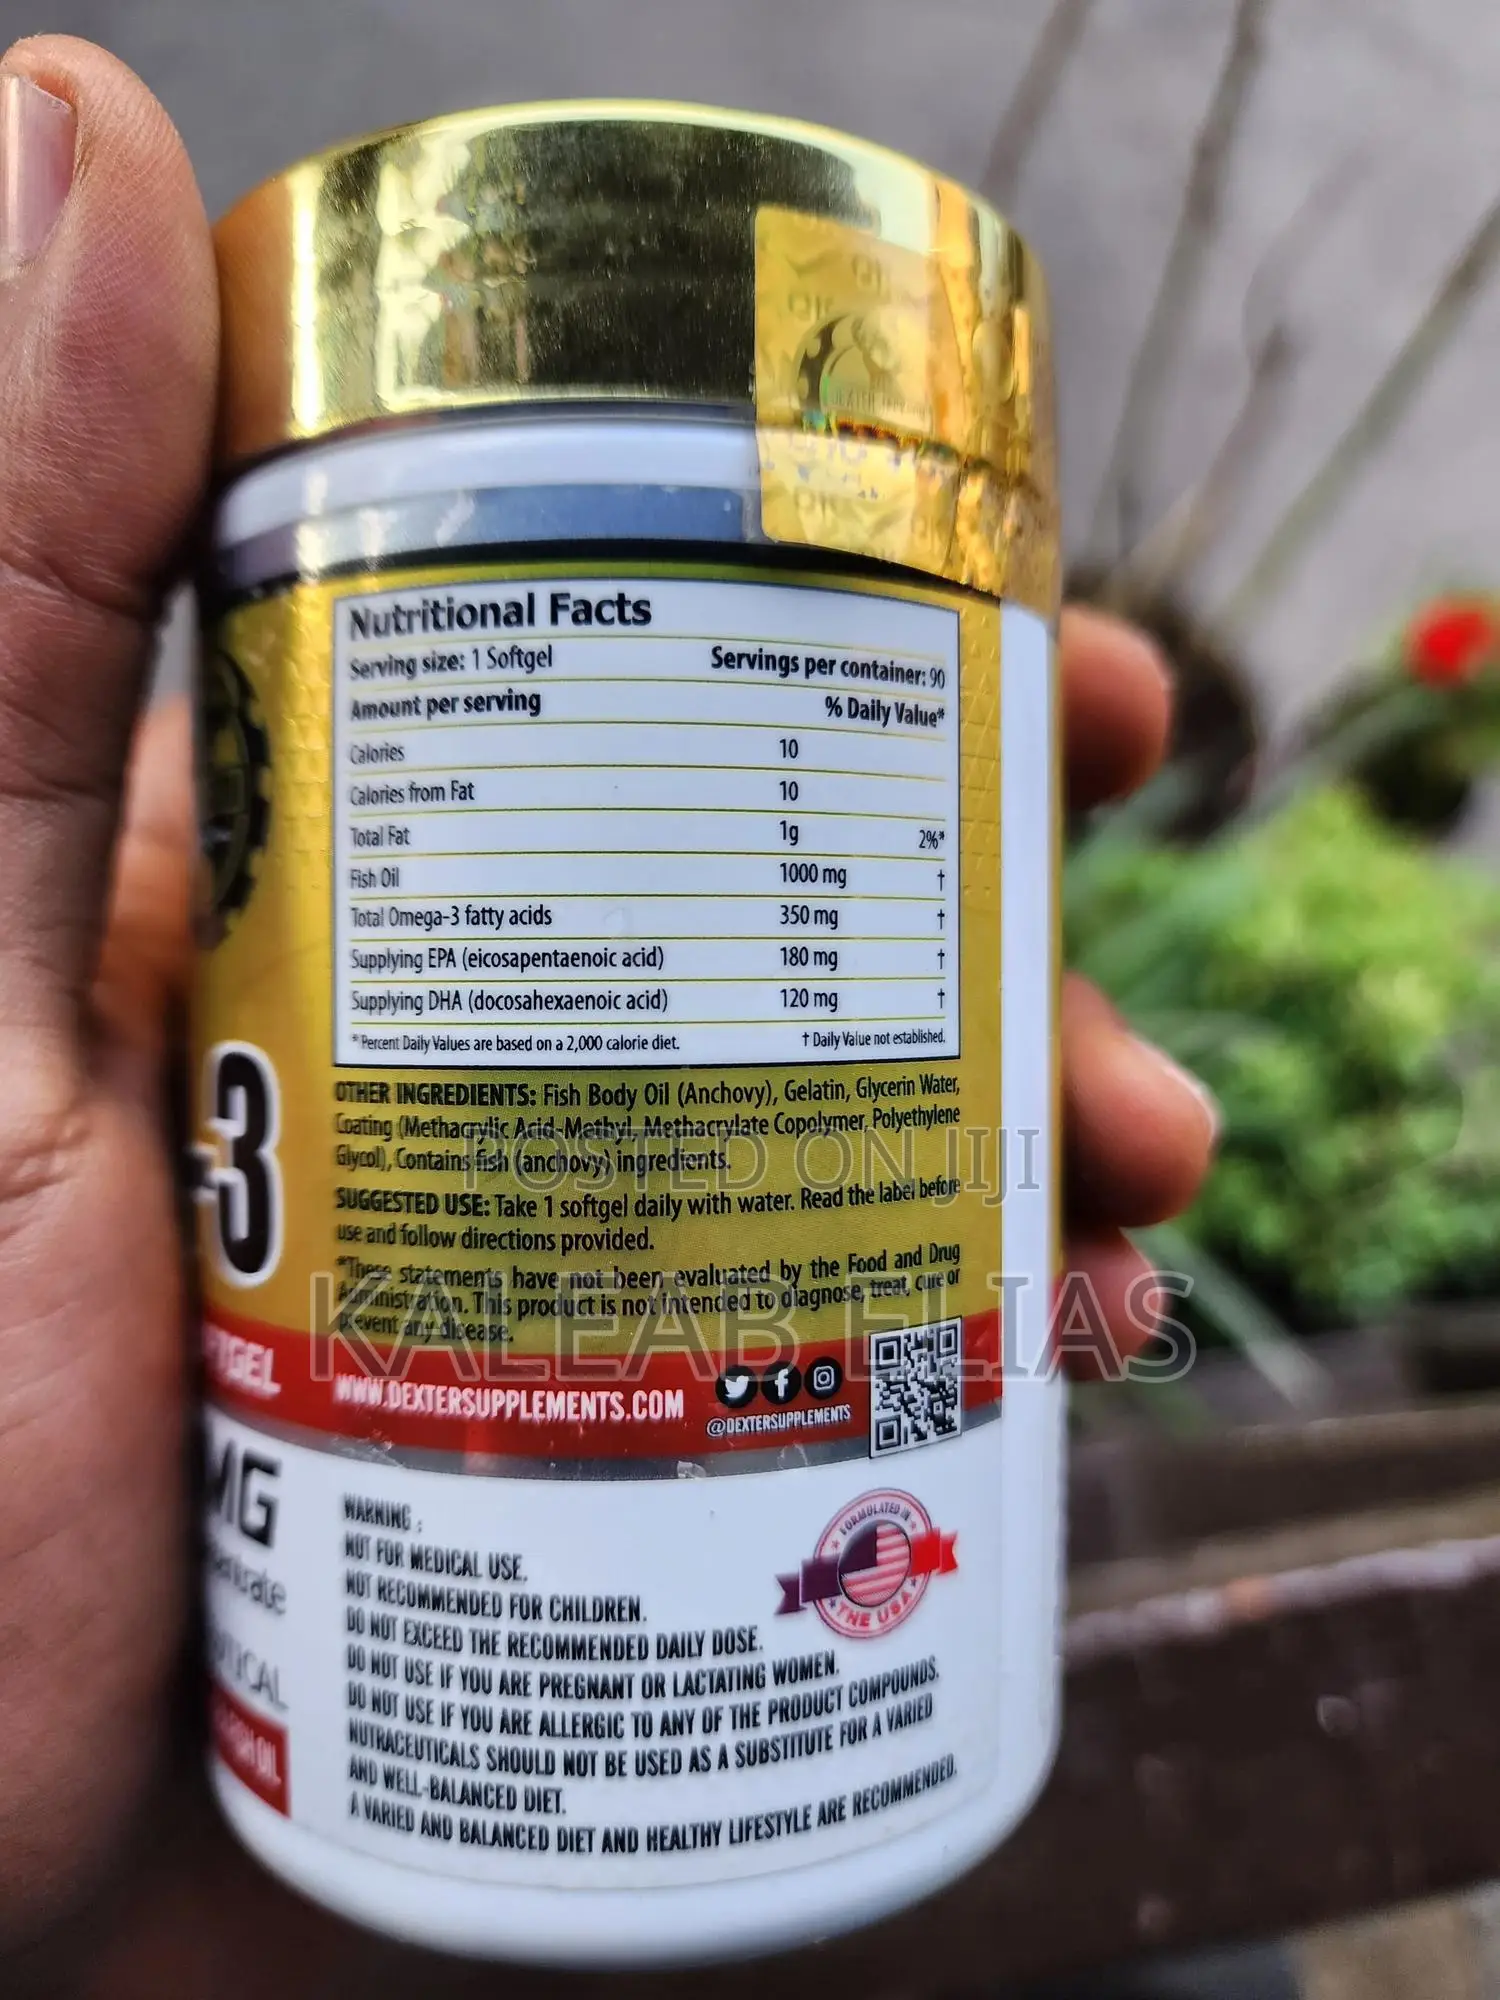 DEXTER
Nutritional Facts
Serving size: 1 Softgel Servings per container: 90
Amount per serving % Daily Value*
Calories 10
Calories from Fat 10
Total Fat 1g 2%*
Fish Oil 1000 mg †
Total Omega-3 fatty acids 350 mg †
Supplying EPA (eicosapentaenoic acid) 180 mg †
Supplying DHA (docosahexaenoic acid) 120 mg †
*Percent Daily Values are based on a 2,000 calorie diet. † Daily Value not established.
OTHER INGREDIENTS: Fish Body Oil (Anchovy), Gelatin, Glycerin Water,
Coating (Methacrylic Acid-Methyl, Methacrylate Copolymer, Polyethylene
Glycol), Contains fish (anchovy) ingredients.
POSTED ON JIJI
SUGGESTED USE: Take 1 softgel daily with water. Read the label before
use and follow directions provided.
*These statements have not been evaluated by the Food and Drug
Administration. This product is not intended to diagnose, treat, cure or
prevent any disease.
KALEAB ELIAS
-3
WWW.DEXTERSUPPLEMENTS.COM
@DEXTERSUPPLEMENTS
MG
WARNING :
NOT FOR MEDICAL USE.
NOT RECOMMENDED FOR CHILDREN.
DO NOT EXCEED THE RECOMMENDED DAILY DOSE.
DO NOT USE IF YOU ARE PREGNANT OR LACTATING WOMEN.
DO NOT USE IF YOU ARE ALLERGIC TO ANY OF THE PRODUCT COMPOUNDS.
NUTRACEUTICALS SHOULD NOT BE USED AS A SUBSTITUTE FOR A VARIED
AND WELL-BALANCED DIET.
A VARIED AND BALANCED DIET AND HEALTHY LIFESTYLE ARE RECOMMENDED.
FORMULATED IN
THE USA
OIL